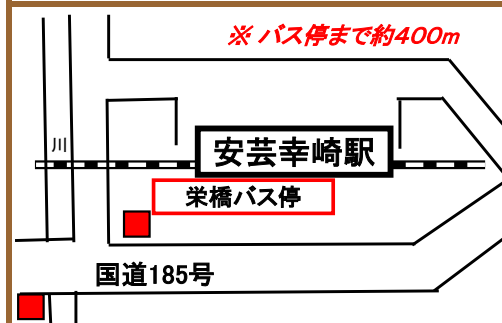 ※ バス停まで約400m
川
安芸幸崎駅
栄橋バス停
国道185号